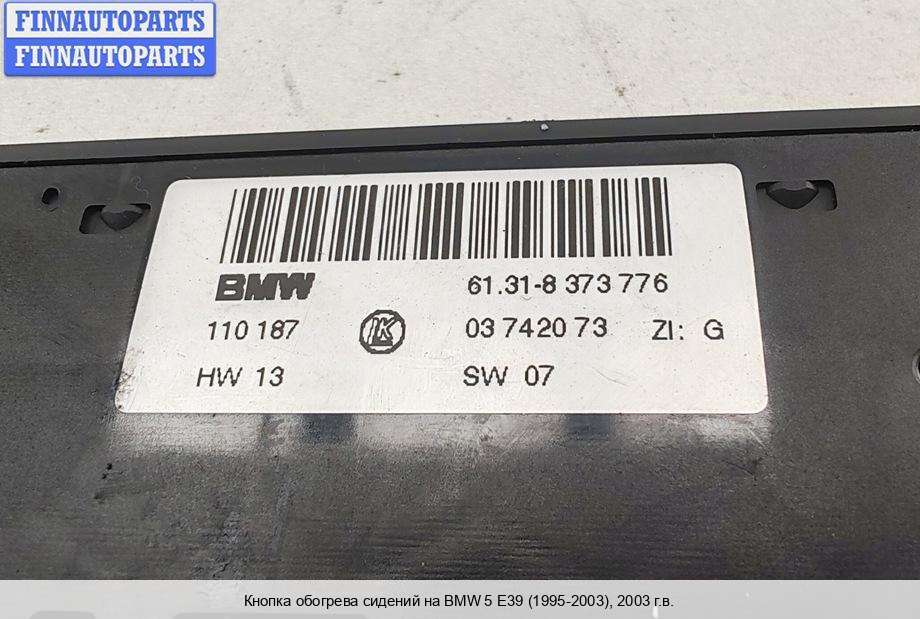 FINNAUTOPARTS
FINNAUTOPARTS
BMW 61.31-8 373 776
110 187 LK 03 742 0 73 ZI: G
HW 13 SW 07
Кнопка обогрева сидений на BMW 5 E39 (1995-2003), 2003 г.в.